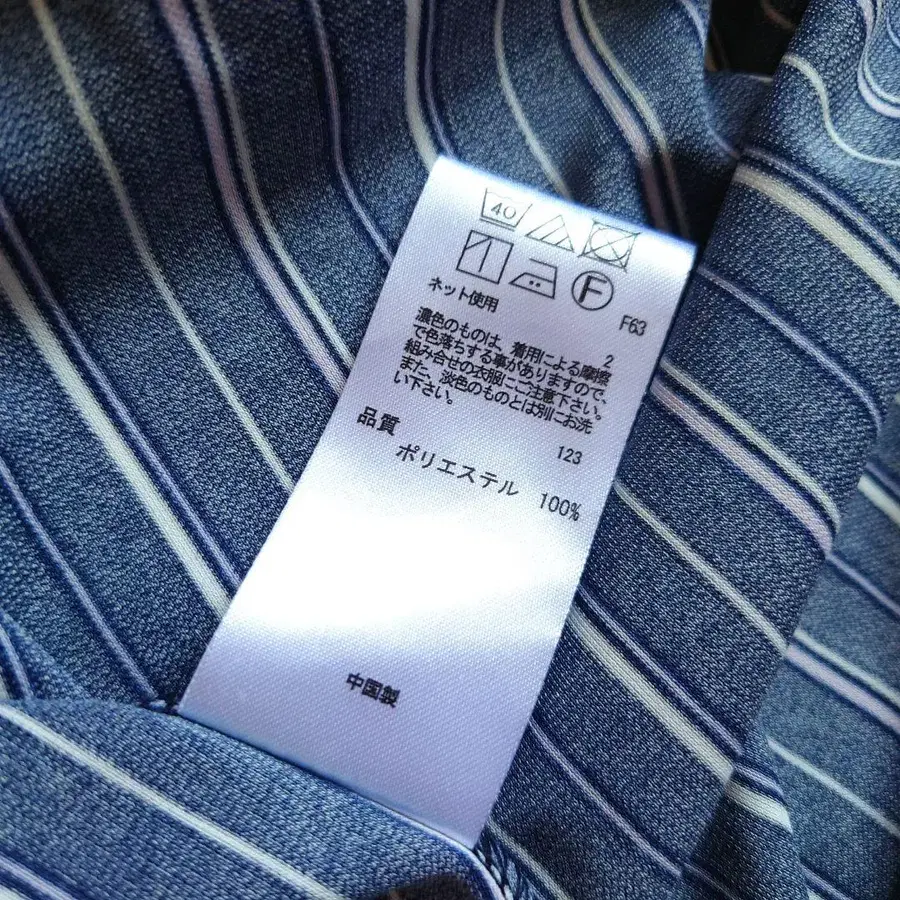 40
F
ネット使用
F63
2
濃色のものは、着用による摩擦
で色落ちする事がありますので、
組み合せの衣服にご注意下さい。
また、淡色のものとは別にお洗
い下さい。
123
品質
ポリエステル 100%
中国製